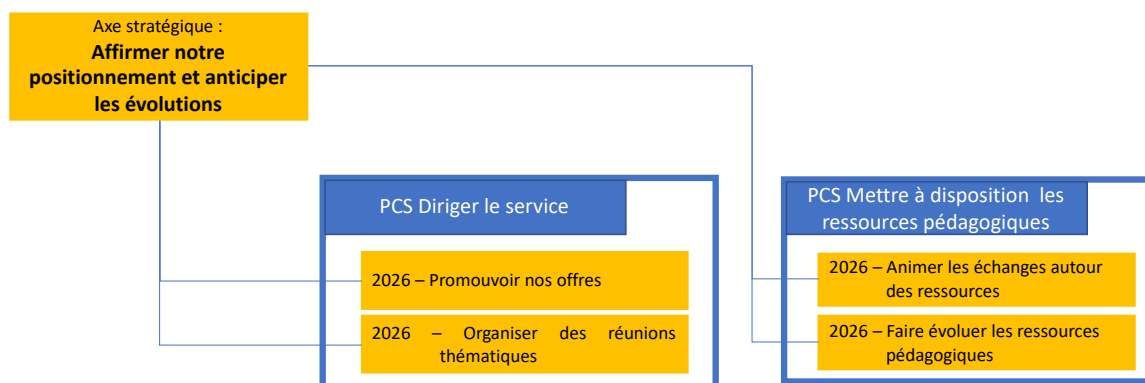 Axe stratégique :
Affirmer notre
positionnement et anticiper
les évolutions
PCS Diriger le service
2026 – Promouvoir nos offres
2026 – Organiser des réunions
thématiques
PCS Mettre à disposition les
ressources pédagogiques
2026 – Animer les échanges autour
des ressources
2026 – Faire évoluer les ressources
pédagogiques